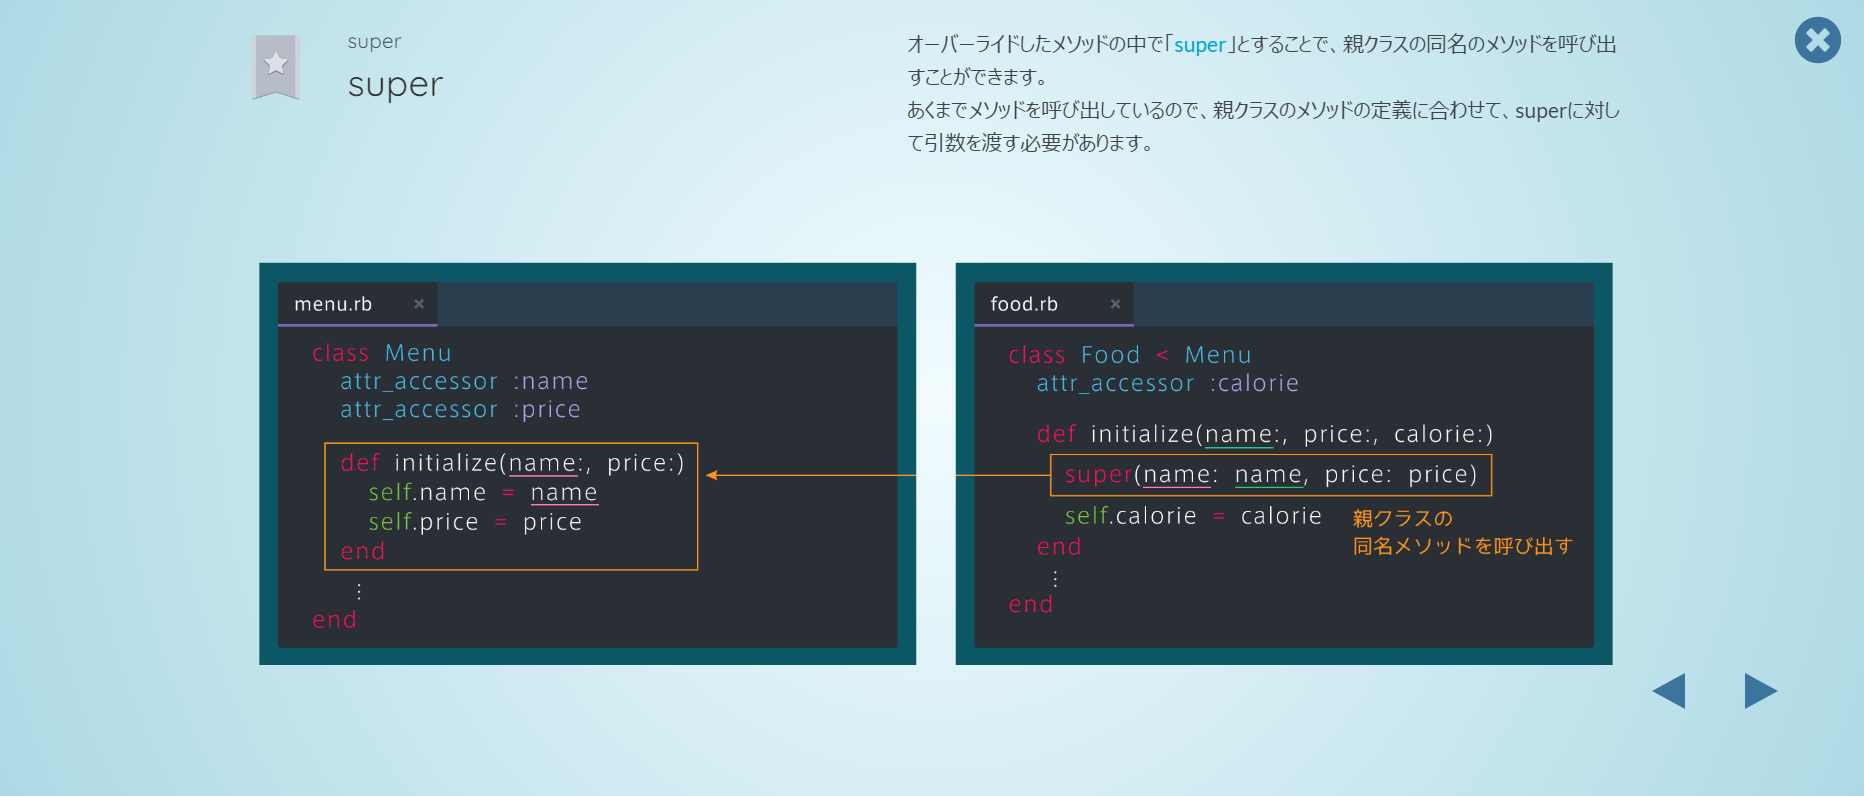 super
super
オーバーライドしたメソッドの中で「super」とすることで、親クラスの同名のメソッドを呼び出
すことができます。
あくまでメソッドを呼び出しているので、親クラスのメソッドの定義に合わせて、superに対し
て引数を渡す必要があります。
menu.rb ×
class Menu
attr_accessor :name
attr_accessor :price
def initialize(name:, price:)
self.name = name
self.price = price
end
⋮
end
food.rb ×
class Food < Menu
attr_accessor :calorie
def initialize(name:, price:, calorie:)
super(name: name, price: price)
self.calorie = calorie
親クラスの
同名メソッドを呼び出す
end
⋮
end